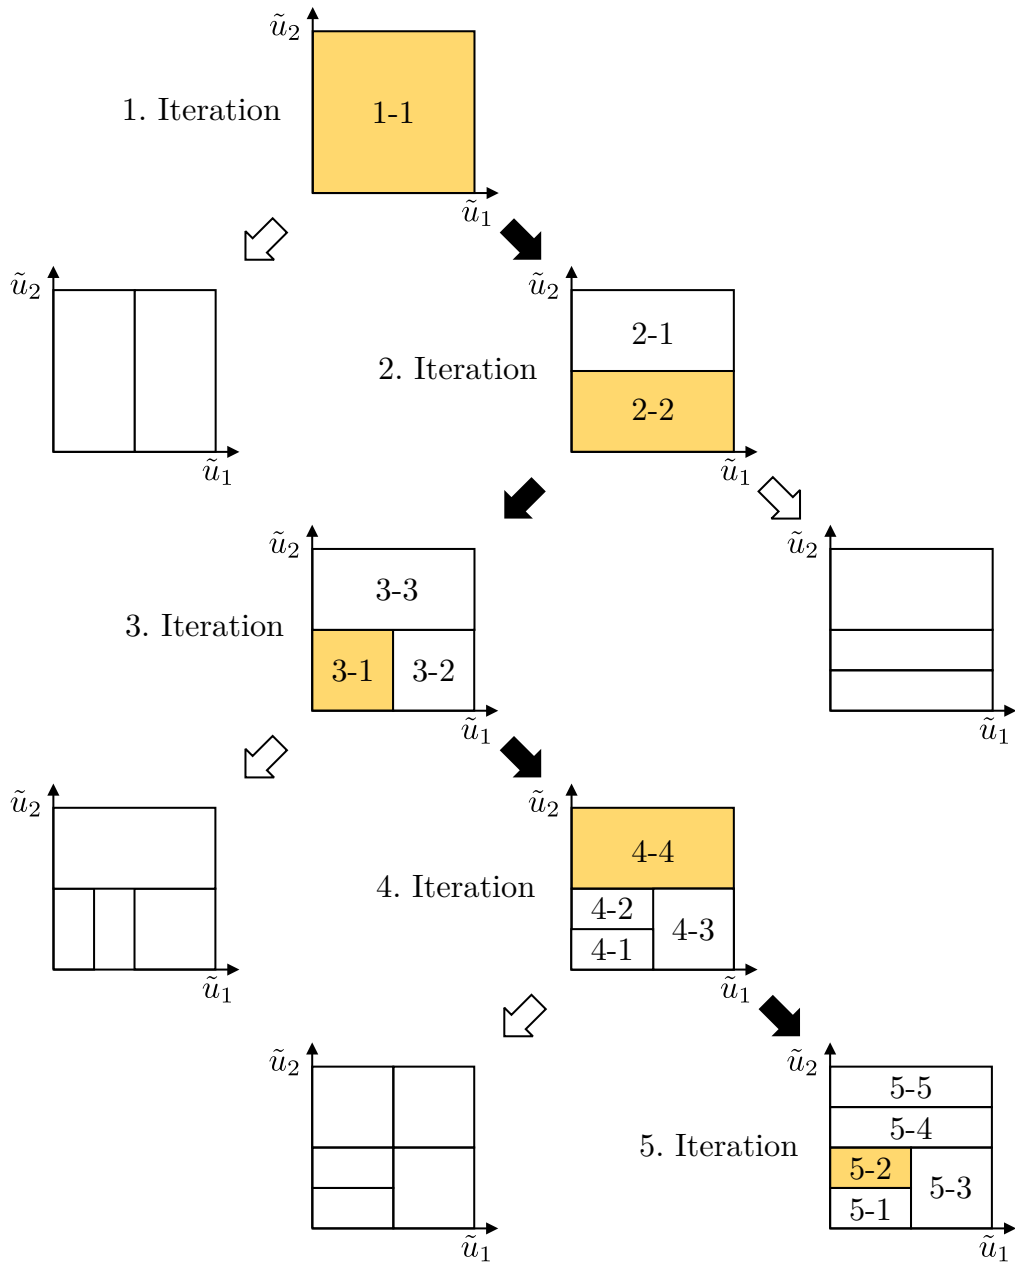 ũ₂
1. Iteration
1-1
ũ₁
ũ₂
ũ₁
ũ₂
2. Iteration
2-1
2-2
ũ₁
ũ₂
3. Iteration
3-3
3-1 3-2
ũ₁
ũ₂
ũ₁
ũ₂
ũ₁
ũ₂
4. Iteration
4-4
4-2
4-3
4-1
ũ₁
ũ₂
ũ₁
ũ₂
5. Iteration
5-5
5-4
5-2
5-3
5-1
ũ₁